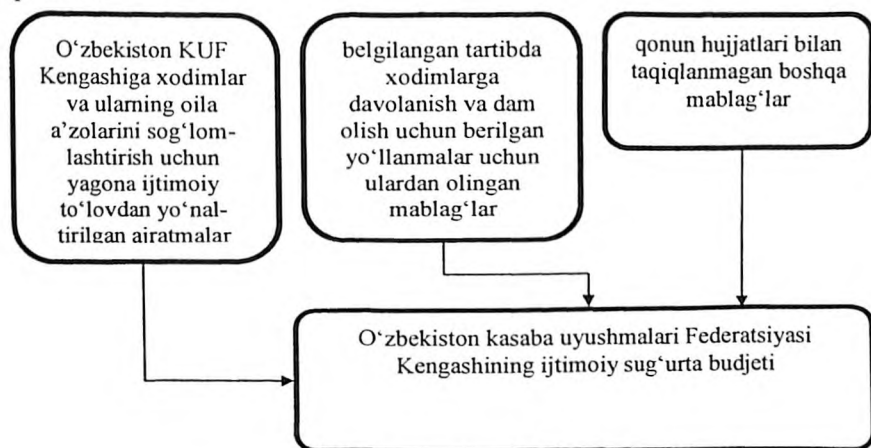 O‘zbekiston KUF
Kengashiga xodimlar
va ularning oila
a’zolarini sog‘lom-
lashtirish uchun
yagona ijtimoiy
to‘lovdan yo‘nal-
tirilgan airatmalar
belgilangan tartibda
xodimlarga
davolanish va dam
olish uchun berilgan
yo‘llanmalar uchun
ulardan olingan
mablag‘lar
qonun hujjatlari bilan
taqiqlanmagan boshqa
mablag‘lar
O‘zbekiston kasaba uyushmalari Federatsiyasi
Kengashining ijtimoiy sug‘urta budjeti